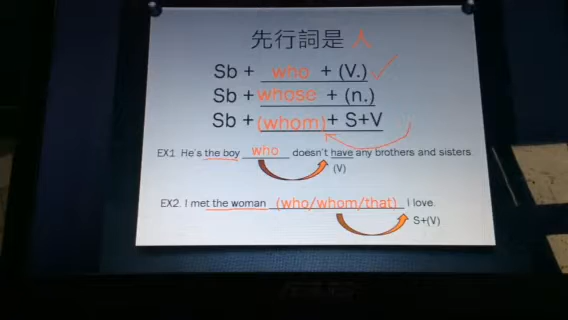 先行詞是 人
Sb + who + (V.)
Sb + whose + (n.)
Sb + (whom) + S+V
EX1. He's the boy who doesn't have any brothers and sisters.
(V)
EX2. I met the woman (who/whom/that) I love.
S+(V)